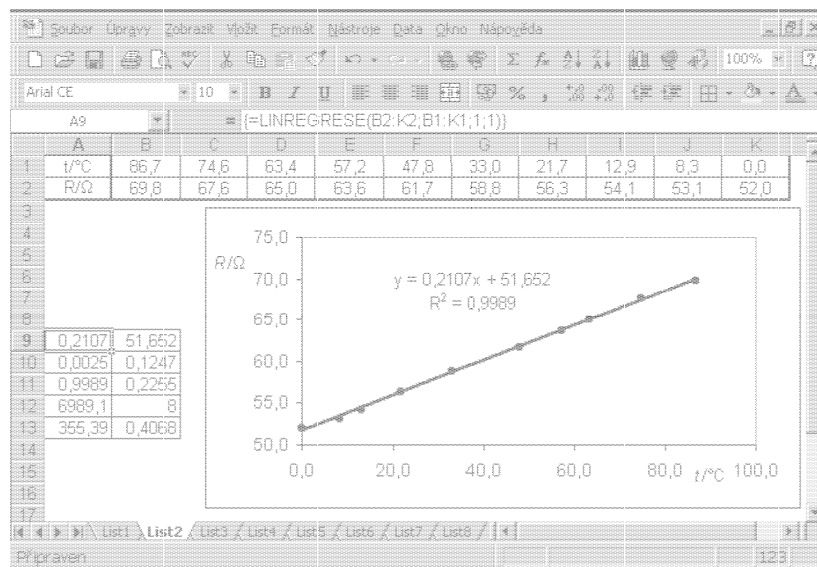 Soubor Úpravy Zobrazit Vložit Formát Nástroje Data Okno Nápověda
100%
Arial CE 10 B I U % ,
A9 = {=LINREGRESE(B2:K2;B1:K1;1;1)}
A B C D E F G H I J K
1 t/°C 86,7 74,6 63,4 57,2 47,8 33,0 21,7 12,9 8,3 0,0
2 R/Ω 69,8 67,6 65,0 63,6 61,7 58,8 56,3 54,1 53,1 52,0
3
4 75,0
5 R/Ω
6 70,0 y = 0,2107x + 51,652
7 R² = 0,9989
8 65,0
9 0,2107 51,652
10 0,0025 0,1247 60,0
11 0,9989 0,2255
12 6989,1 8 55,0
13 355,39 0,4068
14 50,0
15 0,0 20,0 40,0 60,0 80,0 t/°C 100,0
16
17
List1 List2 List3 List4 List5 List6 List7 List8
Připraven 123